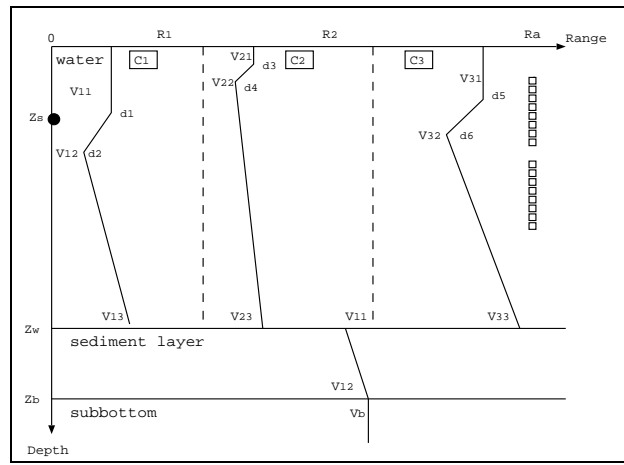 0 R1 R2 Ra Range
water C1 V21 d3 C2 C3
V11 V22 d4 V31
d5
Zs d1
V12 d2 V32 d6
V13 V23 V11 V33
Zw
sediment layer
V12
Zb
subbottom Vb
Depth